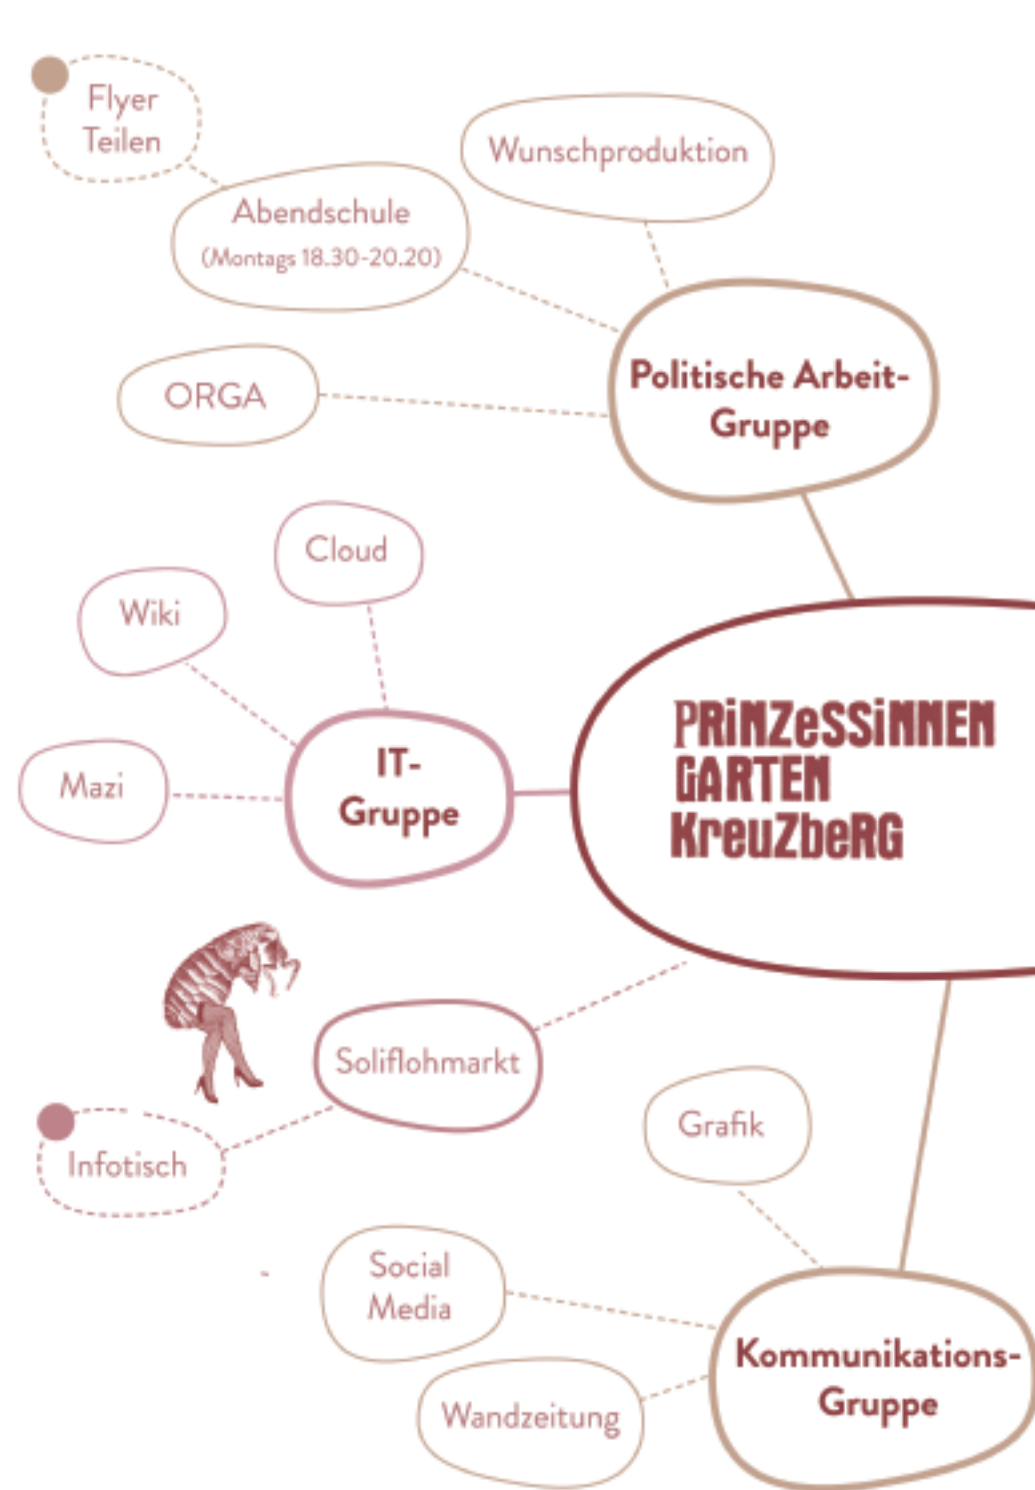 Flyer
Teilen
Wunschproduktion
Abendschule
(Montags 18.30-20.20)
Politische Arbeit-
Gruppe
ORGA
Cloud
Wiki
IT-
Gruppe
Mazi
PRiNZeSSiNNEN
GARTEN
KreuZbeRG
Soliflohmarkt
Infotisch
Grafik
Social
Media
Kommunikations-
Gruppe
Wandzeitung